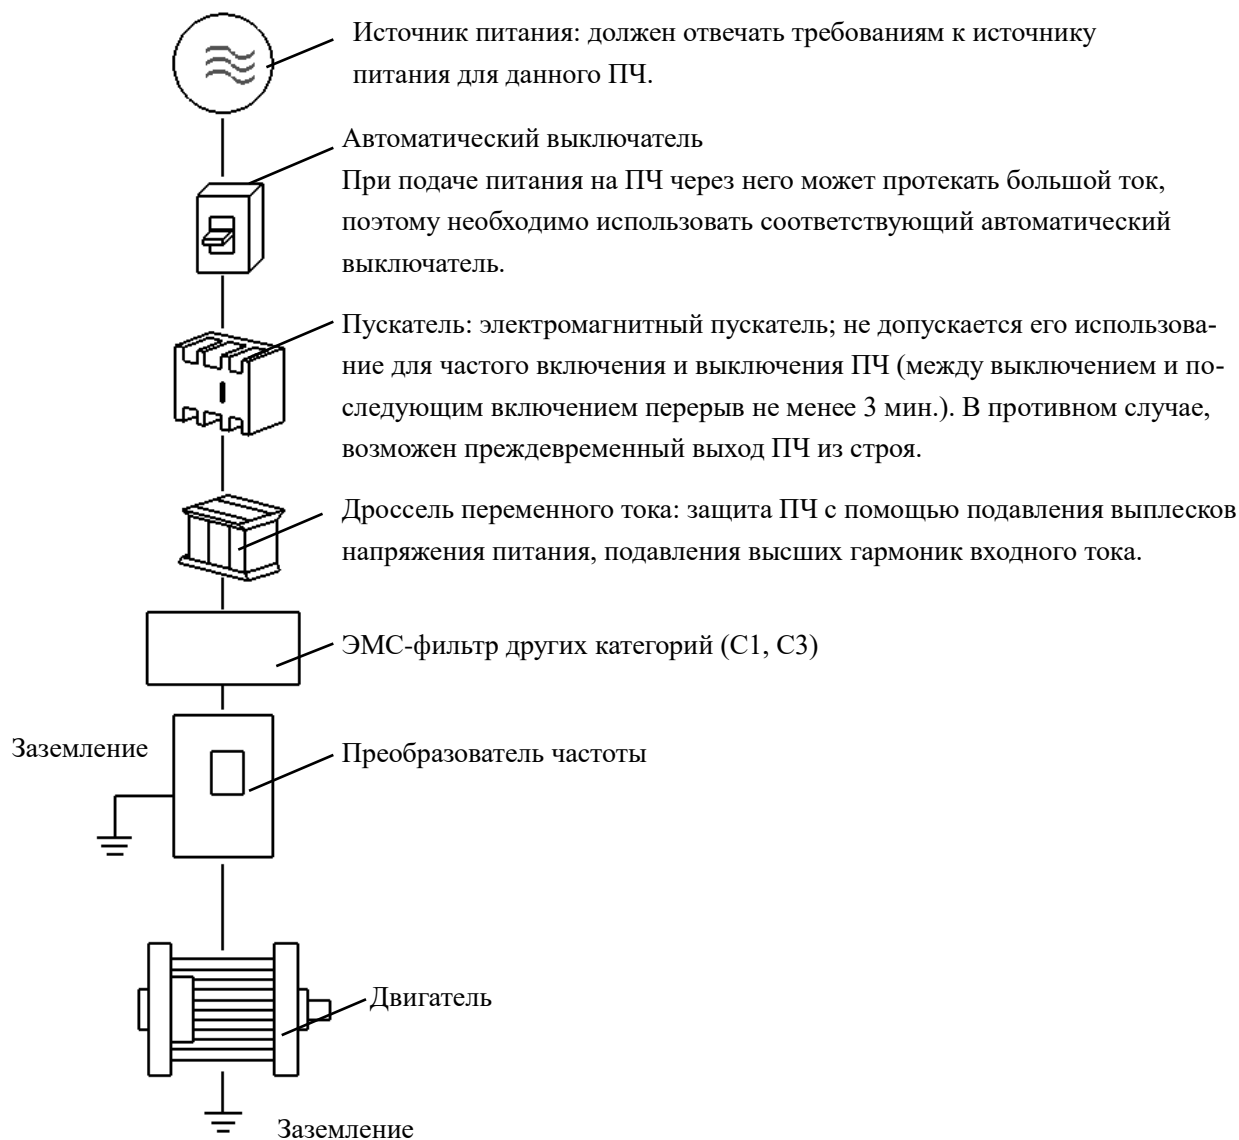 Источник питания: должен отвечать требованиям к источнику
питания для данного ПЧ.
Автоматический выключатель
При подаче питания на ПЧ через него может протекать большой ток,
поэтому необходимо использовать соответствующий автоматический
выключатель.
Пускатель: электромагнитный пускатель; не допускается его использова-
ние для частого включения и выключения ПЧ (между выключением и по-
следующим включением перерыв не менее 3 мин.). В противном случае,
возможен преждевременный выход ПЧ из строя.
Дроссель переменного тока: защита ПЧ с помощью подавления выплесков
напряжения питания, подавления высших гармоник входного тока.
ЭМС-фильтр других категорий (С1, С3)
Заземление
Преобразователь частоты
Двигатель
Заземление